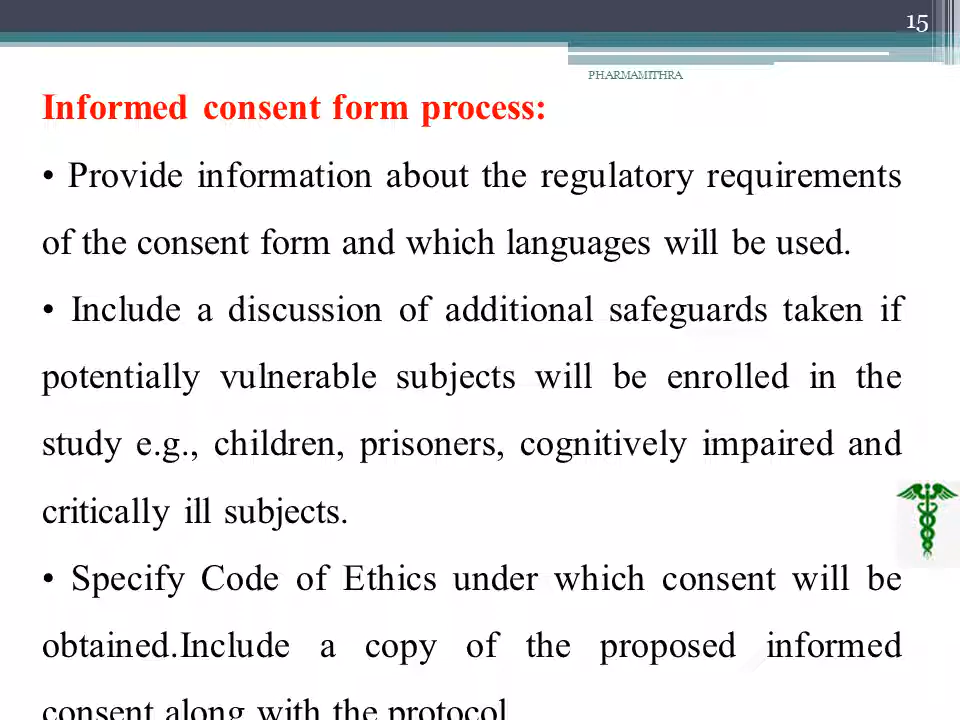 15
PHARMAMITHRA
Informed consent form process:
• Provide information about the regulatory requirements
of the consent form and which languages will be used.
• Include a discussion of additional safeguards taken if
potentially vulnerable subjects will be enrolled in the
study e.g., children, prisoners, cognitively impaired and
critically ill subjects.
• Specify Code of Ethics under which consent will be
obtained.Include a copy of the proposed informed
consent along with the protocol